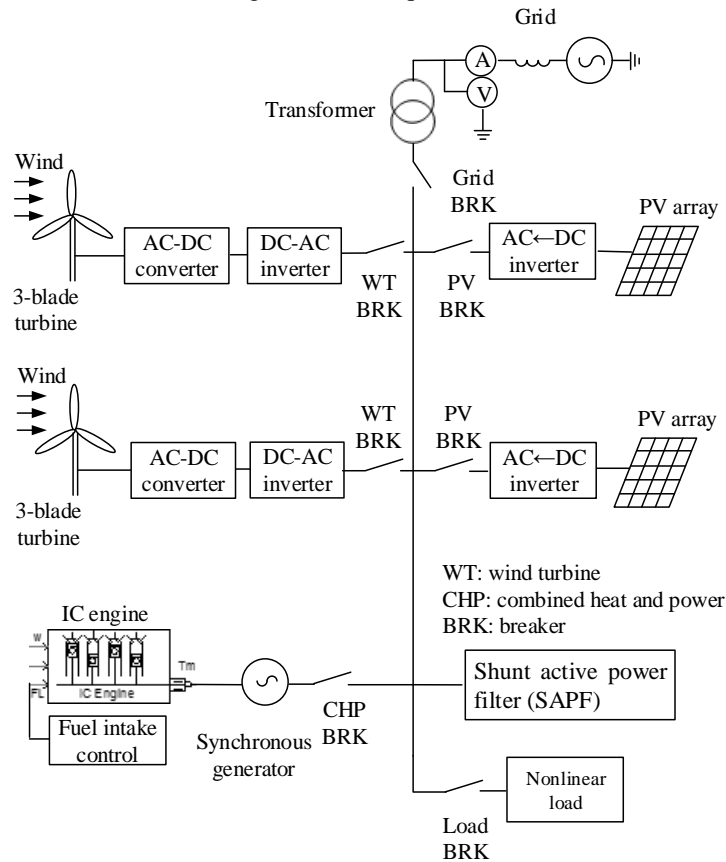 Grid
A
V
Transformer
Grid
BRK
Wind
AC-DC
converter
DC-AC
inverter
WT
BRK
PV
BRK
AC←DC
inverter
PV array
3-blade
turbine
Wind
AC-DC
converter
DC-AC
inverter
WT
BRK
PV
BRK
AC←DC
inverter
PV array
3-blade
turbine
WT: wind turbine
CHP: combined heat and power
BRK: breaker
IC engine
w
Tm
FL
IC Engine
Fuel intake
control
Synchronous
generator
CHP
BRK
Shunt active power
filter (SAPF)
Load
BRK
Nonlinear
load